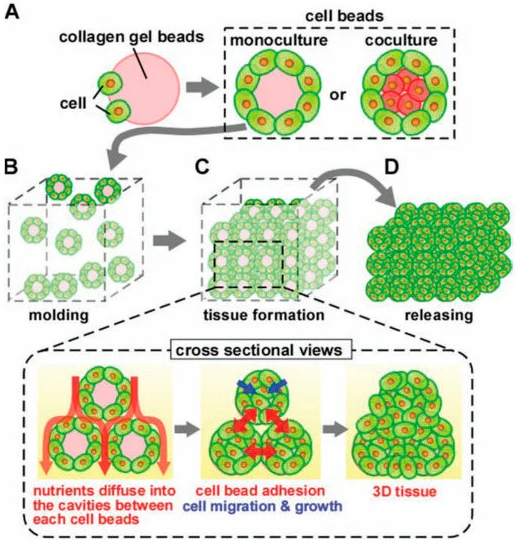 A
cell beads
collagen gel beads
monoculture
coculture
cell
or
B
C
D
molding
tissue formation
releasing
cross sectional views
nutrients diffuse into
the cavities between
each cell beads
cell bead adhesion
cell migration & growth
3D tissue